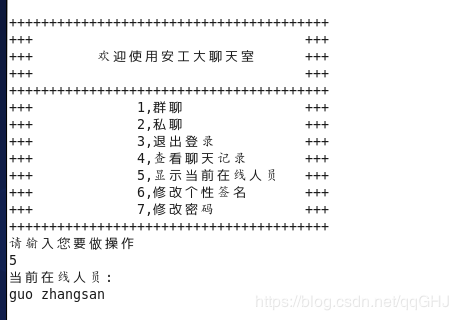 ++++++++++++++++++++++++++++++++++++++++
+++                                  +++
+++        欢迎使用安工大聊天室      +++
+++                                  +++
++++++++++++++++++++++++++++++++++++++++
+++             1,群聊               +++
+++             2,私聊               +++
+++             3,退出登录           +++
+++             4,查看聊天记录       +++
+++             5,显示当前在线人员   +++
+++             6,修改个性签名       +++
+++             7,修改密码           +++
++++++++++++++++++++++++++++++++++++++++
请输入您要做操作
5
当前在线人员:
guo zhangsan
https://blog.csdn.net/qqGHJ